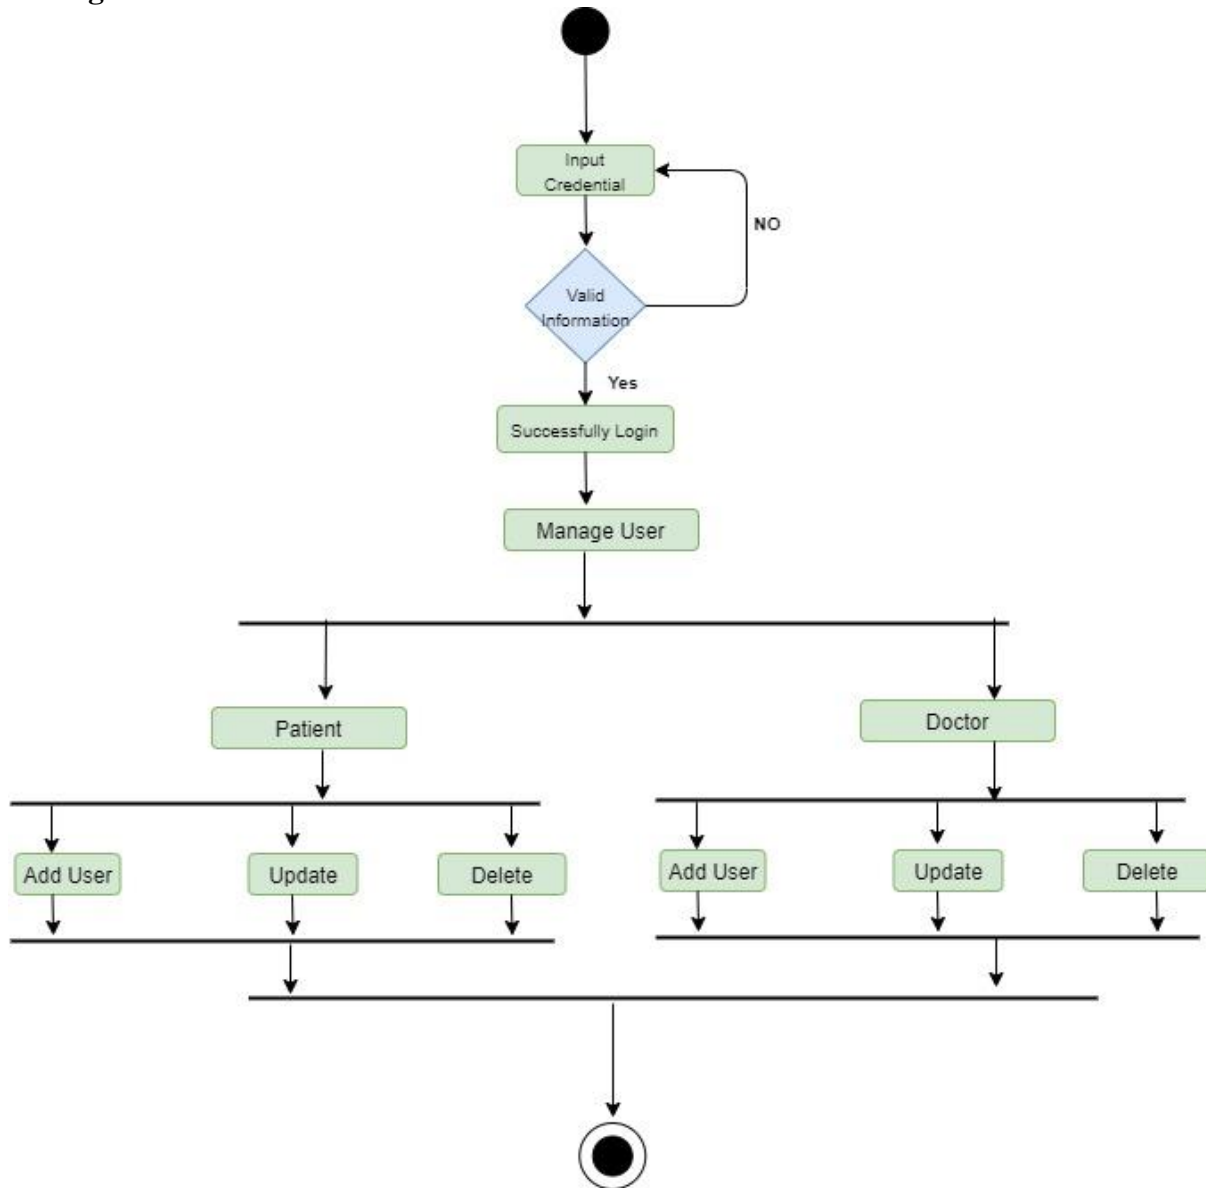 Input
Credential
NO
Valid
Information
Yes
Successfully Login
Manage User
Patient
Doctor
Add User
Update
Delete
Add User
Update
Delete